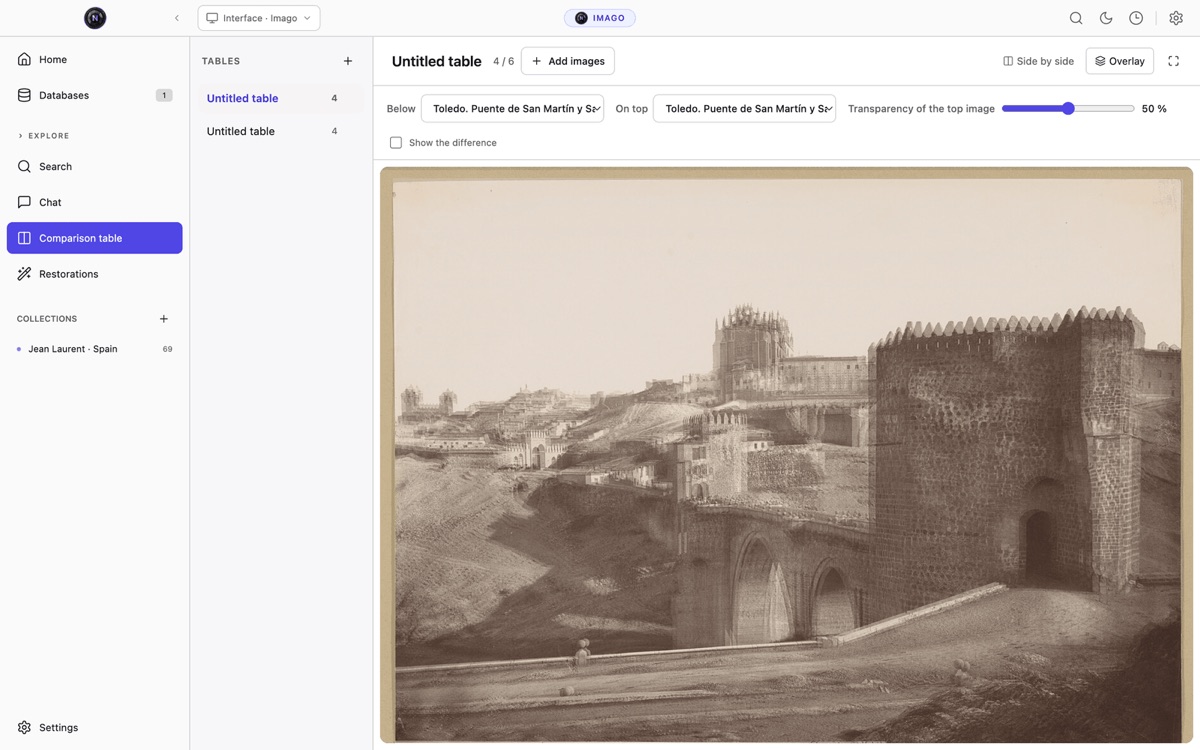 N
Interface · Imago
IMAGO
Home
Databases 1
EXPLORE
Search
Chat
Comparison table
Restorations
COLLECTIONS
Jean Laurent · Spain 69
Settings
TABLES
Untitled table 4
Untitled table 4
Untitled table 4 / 6 Add images
Side by side Overlay
Below Toledo. Puente de San Martín y Sa On top Toledo. Puente de San Martín y Sa Transparency of the top image 50 %
Show the difference